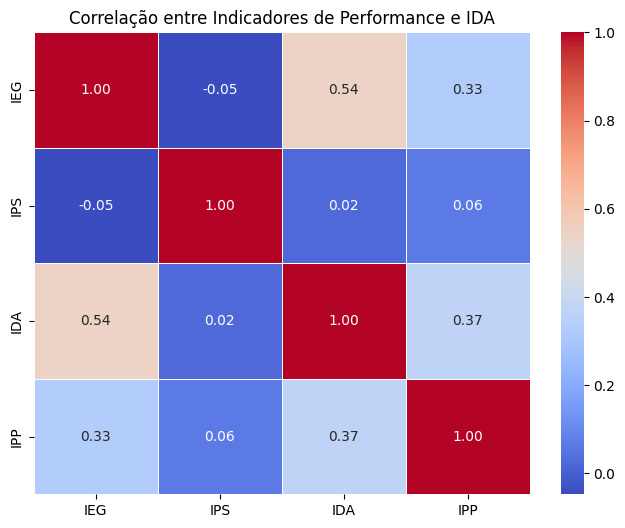 Correlação entre Indicadores de Performance e IDA
IEG 1.00 -0.05 0.54 0.33
IPS -0.05 1.00 0.02 0.06
IDA 0.54 0.02 1.00 0.37
IPP 0.33 0.06 0.37 1.00
IEG IPS IDA IPP
1.0
0.8
0.6
0.4
0.2
0.0